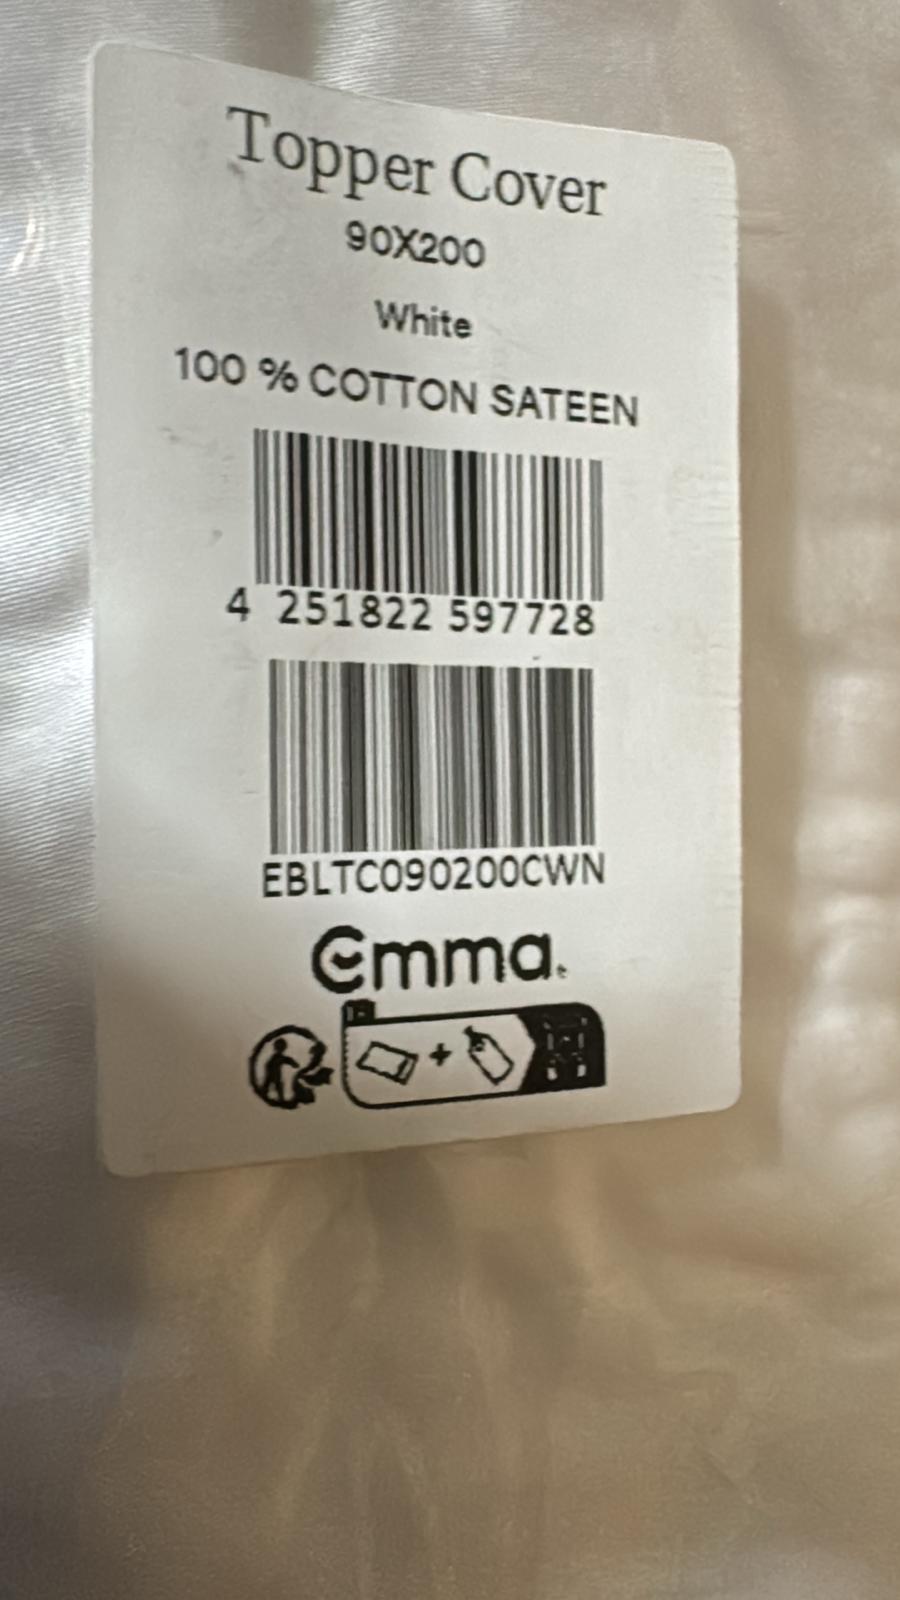 Topper Cover
90X200
White
100 % COTTON SATEEN
4 251822 597728
EBLTC090200CWN
emma